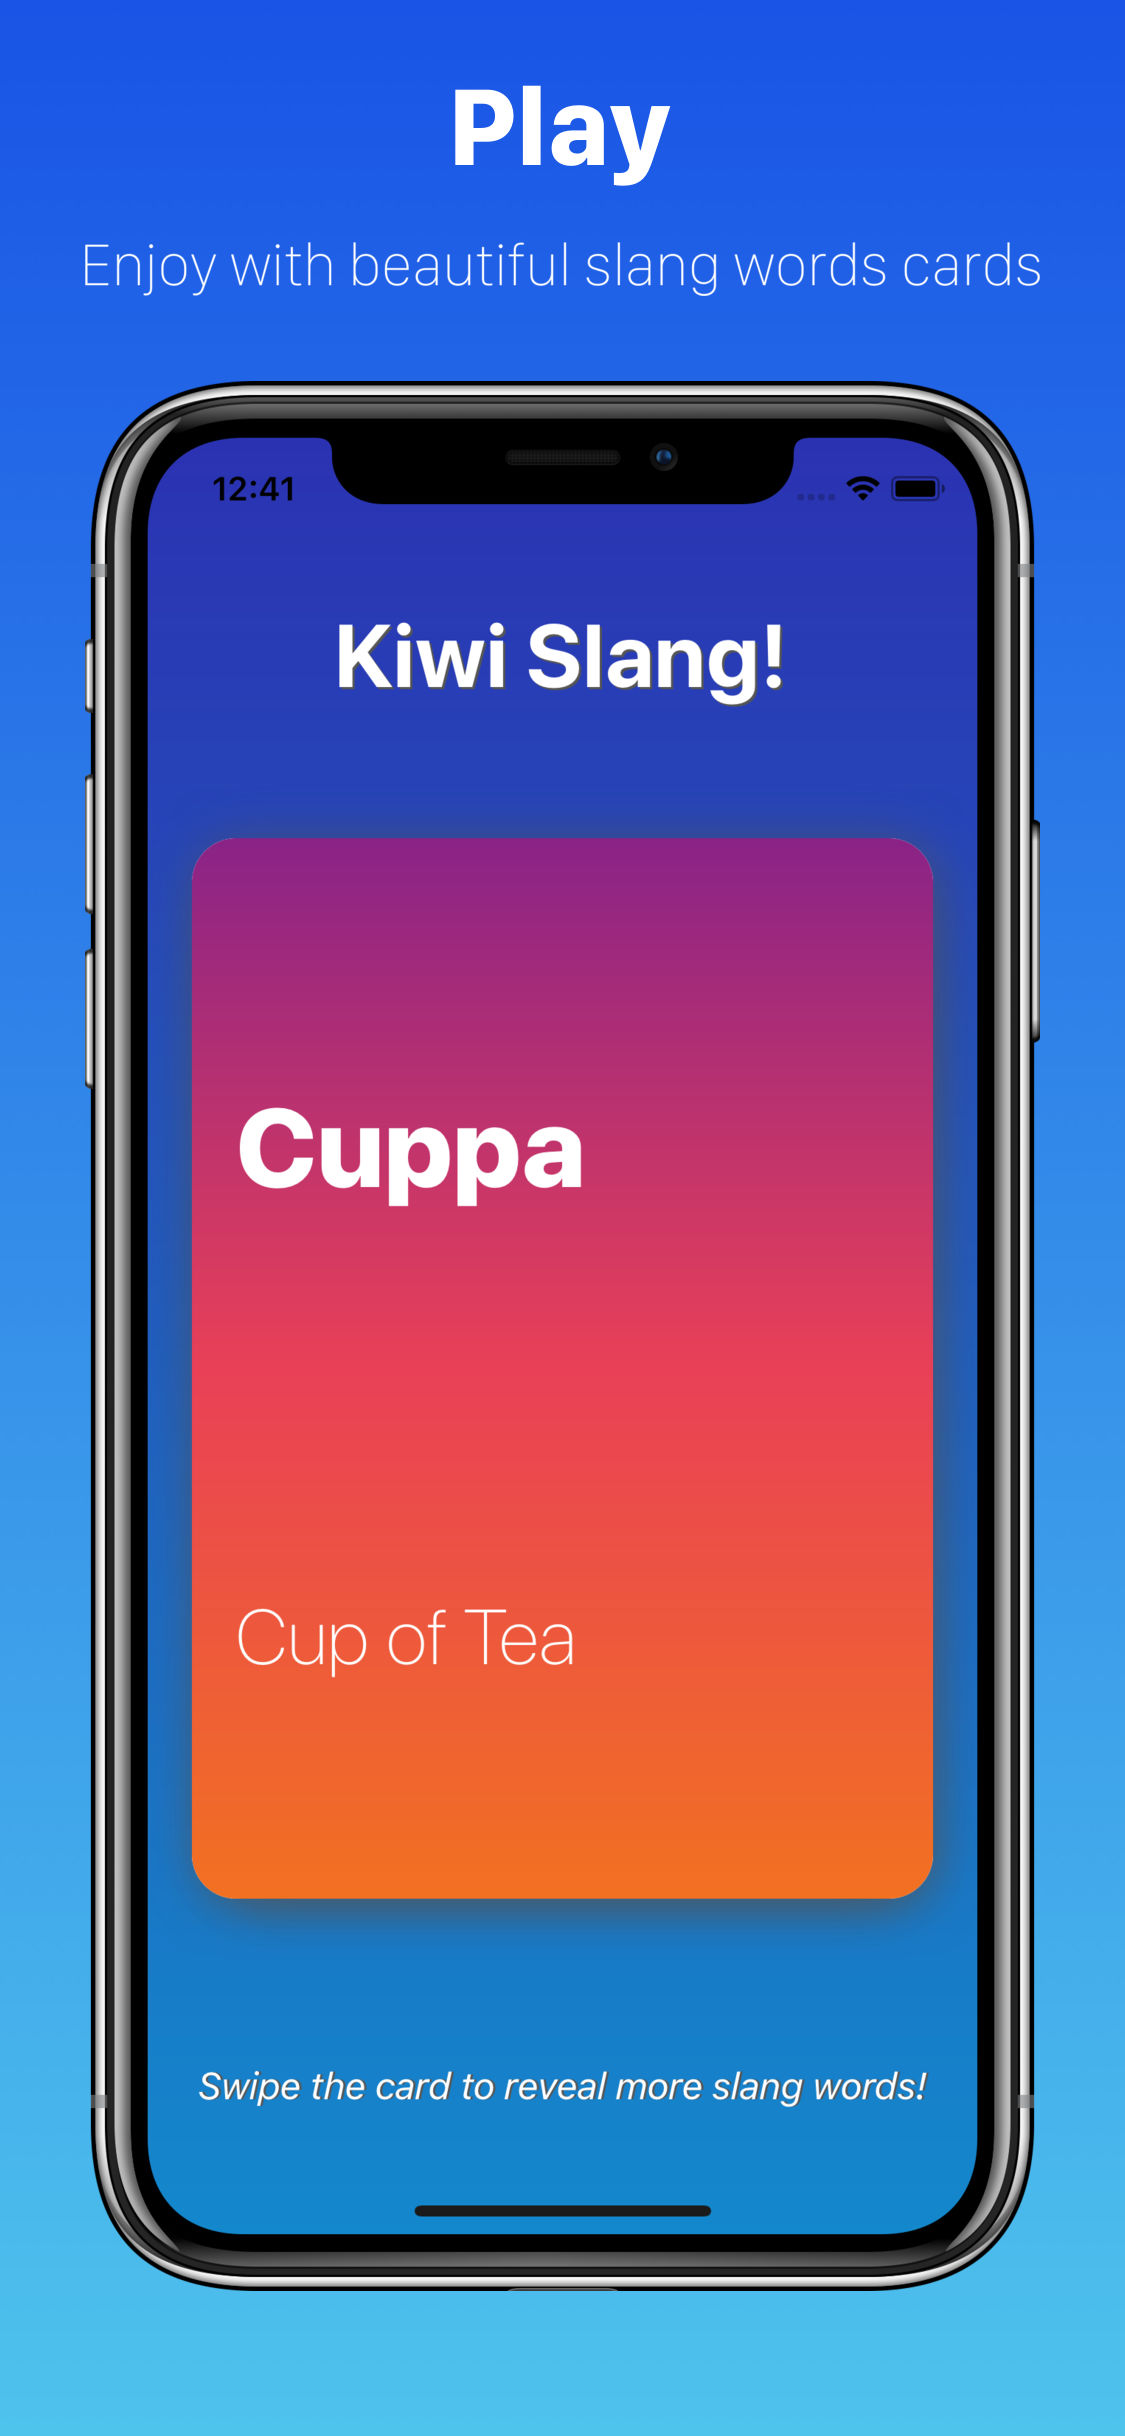 Play
Enjoy with beautiful slang words cards
12:41
Kiwi Slang!
Cuppa
Cup of Tea
Swipe the card to reveal more slang words!